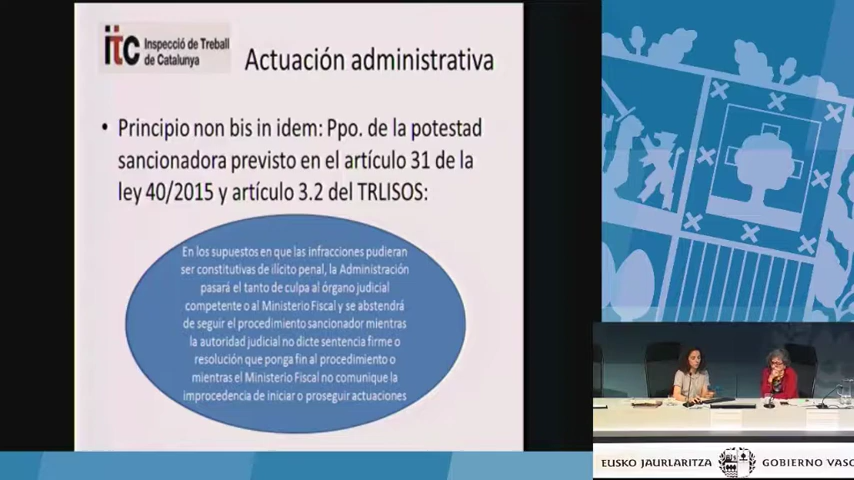 itc Inspecció de Treball
de Catalunya
Actuación administrativa
• Principio non bis in idem: Ppo. de la potestad
sancionadora previsto en el artículo 31 de la
ley 40/2015 y artículo 3.2 del TRLISOS:
En los supuestos en que las infracciones pudieran
ser constitutivas de ilícito penal, la Administración
pasará el tanto de culpa al órgano judicial
competente o al Ministerio Fiscal y se abstendrá
de seguir el procedimiento sancionador mientras
la autoridad judicial no dicte sentencia firme o
resolución que ponga fin al procedimiento o
mientras el Ministerio Fiscal no comunique la
improcedencia de iniciar o proseguir actuaciones
EUSKO JAURLARITZA GOBIERNO VASC